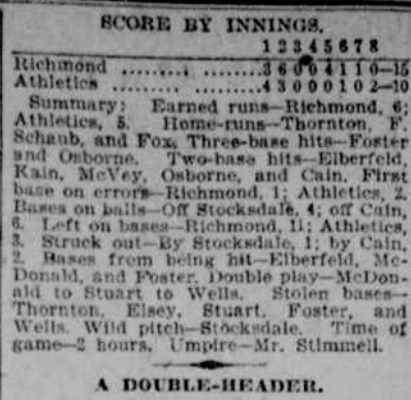 SCORE BY INNINGS.
1 2 3 4 5 6 7 8
Richmond .......... ........3 6 0 0 4 1 1 0—15
Athletics .. ....... ........4 3 0 0 0 1 0 2—10
Summary: Earned runs—Richmond, 6;
Athletics, 5. Home-runs—Thornton, F.
Schaub, and Fox. Three-base hits—Foster
and Osborne. Two-base hits—Elberfeld,
Kain, McVey, Osborne, and Cain. First
base on errors—Richmond, 1; Athletics, 2.
Bases on balls—Off Stocksdale, 4; off Cain,
6. Left on bases—Richmond, 11; Athletics,
3. Struck out—By Stocksdale, 1; by Cain,
2. Bases from being hit—Elberfeld, Mc-
Donald, and Foster. Double play—McDon-
ald to Stuart to Wells. Stolen bases—
Thornton, Elsey, Stuart, Foster, and
Wells. Wild pitch—Stocksdale. Time of
game—2 hours. Umpire—Mr. Stimmell.
A DOUBLE-HEADER.